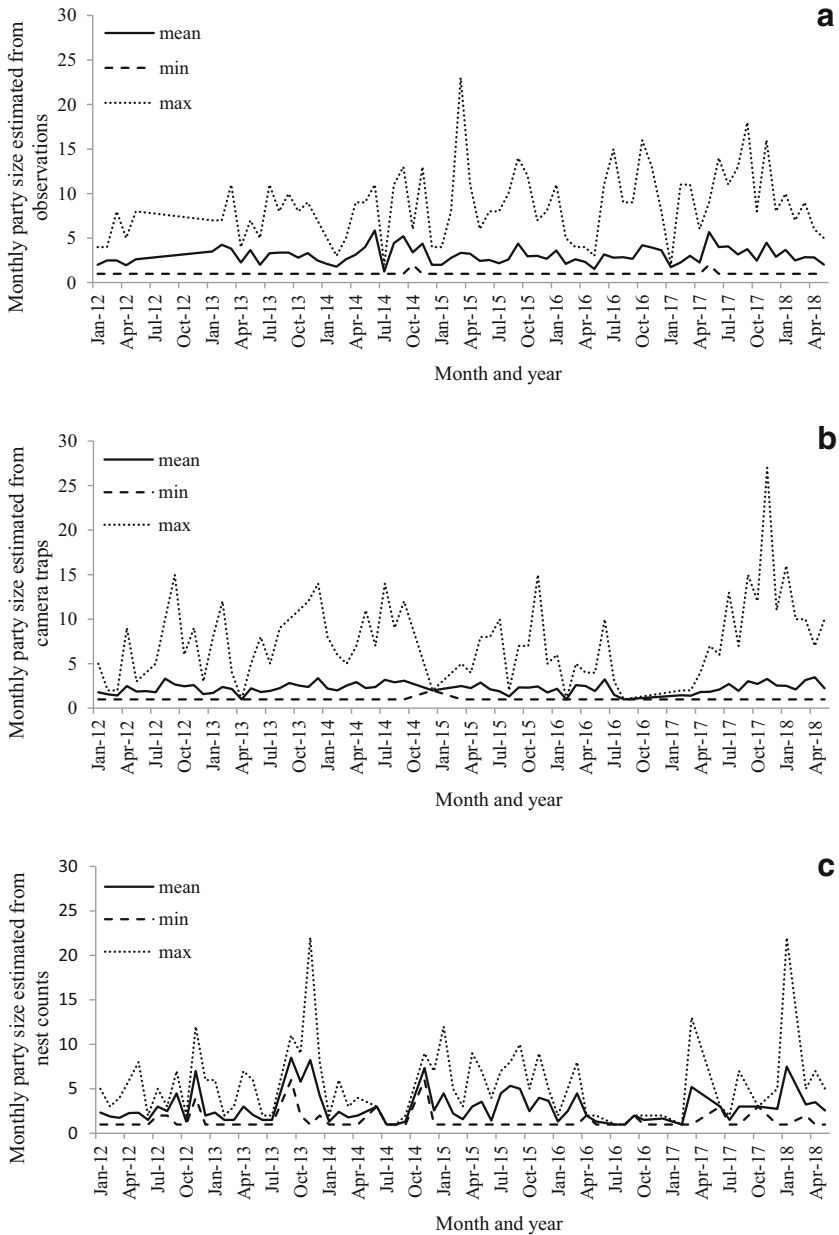 a
Monthly party size estimated from
observations
30
25
20
15
10
5
0
mean
min
max
Jan-12
Apr-12
Jul-12
Oct-12
Jan-13
Apr-13
Jul-13
Oct-13
Jan-14
Apr-14
Jul-14
Oct-14
Jan-15
Apr-15
Jul-15
Oct-15
Jan-16
Apr-16
Jul-16
Oct-16
Jan-17
Apr-17
Jul-17
Oct-17
Jan-18
Apr-18
Month and year
b
Monthly party size estimated from
camera traps
30
25
20
15
10
5
0
mean
min
max
Jan-12
Apr-12
Jul-12
Oct-12
Jan-13
Apr-13
Jul-13
Oct-13
Jan-14
Apr-14
Jul-14
Oct-14
Jan-15
Apr-15
Jul-15
Oct-15
Jan-16
Apr-16
Jul-16
Oct-16
Jan-17
Apr-17
Jul-17
Oct-17
Jan-18
Apr-18
Month and year
c
Monthly party size estimated from
nest counts
30
25
20
15
10
5
0
mean
min
max
Jan-12
Apr-12
Jul-12
Oct-12
Jan-13
Apr-13
Jul-13
Oct-13
Jan-14
Apr-14
Jul-14
Oct-14
Jan-15
Apr-15
Jul-15
Oct-15
Jan-16
Apr-16
Jul-16
Oct-16
Jan-17
Apr-17
Jul-17
Oct-17
Jan-18
Apr-18
Month and year